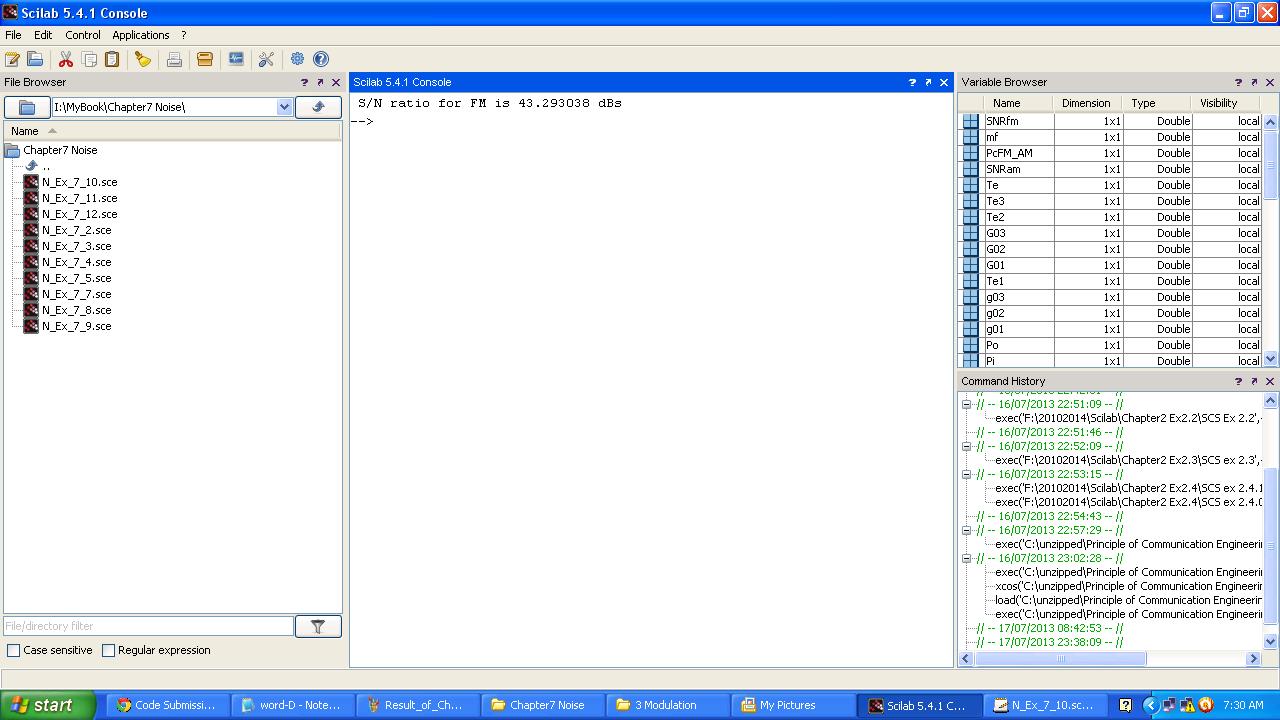 Scilab 5.4.1 Console
File Edit Control Applications ?
File Browser
I:\MyBook\Chapter7 Noise\
Name
Chapter7 Noise
..
N_Ex_7_10.sce
N_Ex_7_11.sce
N_Ex_7_12.sce
N_Ex_7_2.sce
N_Ex_7_3.sce
N_Ex_7_4.sce
N_Ex_7_5.sce
N_Ex_7_7.sce
N_Ex_7_8.sce
N_Ex_7_9.sce
File/directory filter
Case sensitive Regular expression
Scilab 5.4.1 Console
S/N ratio for FM is 43.293038 dBs
-->
Variable Browser
Name Dimension Type Visibility
SNRfm 1x1 Double local
mf 1x1 Double local
PcFM_AM 1x1 Double local
SNRam 1x1 Double local
Te 1x1 Double local
Te3 1x1 Double local
Te2 1x1 Double local
G03 1x1 Double local
G02 1x1 Double local
G01 1x1 Double local
Te1 1x1 Double local
g03 1x1 Double local
g02 1x1 Double local
g01 1x1 Double local
Po 1x1 Double local
Pi 1x1 Double local
Command History
// -- 16/07/2013 22:51:09 -- //
exec('F:\20102014\Scilab\Chapter2 Ex2.2\SCS Ex 2.2',
// -- 16/07/2013 22:51:46 -- //
// -- 16/07/2013 22:52:09 -- //
exec('F:\20102014\Scilab\Chapter2 Ex2.3\SCS ex 2.3',
// -- 16/07/2013 22:53:15 -- //
exec('F:\20102014\Scilab\Chapter2 Ex2.4\SCS ex 2.4.1
exec('F:\20102014\Scilab\Chapter2 Ex2.4\SCS ex 2.4.0
// -- 16/07/2013 22:54:43 -- //
// -- 16/07/2013 22:57:29 -- //
exec('C:\unzipped\Principle of Communication Engineeri
// -- 16/07/2013 23:02:28 -- //
exec('C:\unzipped\Principle of Communication Engineeri
xcos('C:\unzipped\Principle of Communication Engineerin
load('C:\unzipped\Principle of Communication Engineerin
exec('C:\unzipped\Principle of Communication Engineeri
// -- 17/07/2013 08:42:53 -- //
// -- 17/07/2013 23:38:09 -- //
start Code Submissi... word-D - Note... Result_of_Ch... Chapter7 Noise 3 Modulation My Pictures Scilab 5.4.1 C... N_Ex_7_10.sc... 7:30 AM